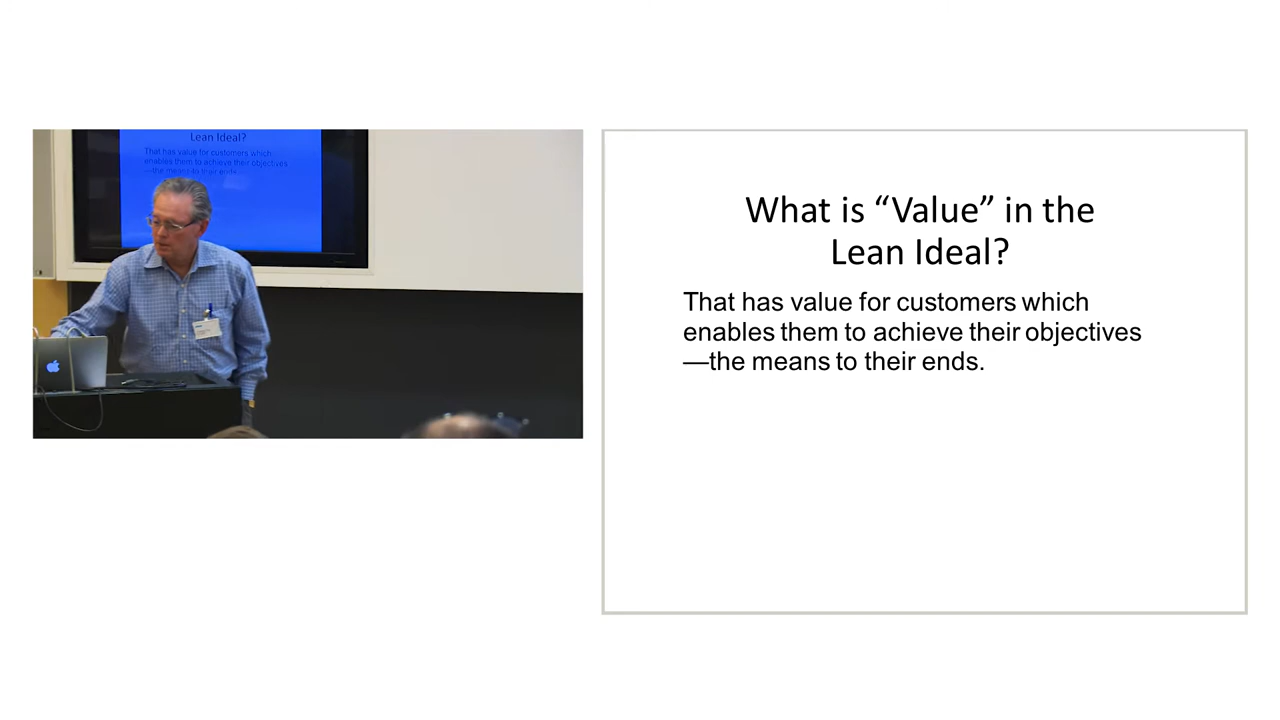 Lean Ideal?
That has value for customers which
enables them to achieve their objectives
—the means to their ends.
What is “Value” in the
Lean Ideal?
That has value for customers which
enables them to achieve their objectives
—the means to their ends.